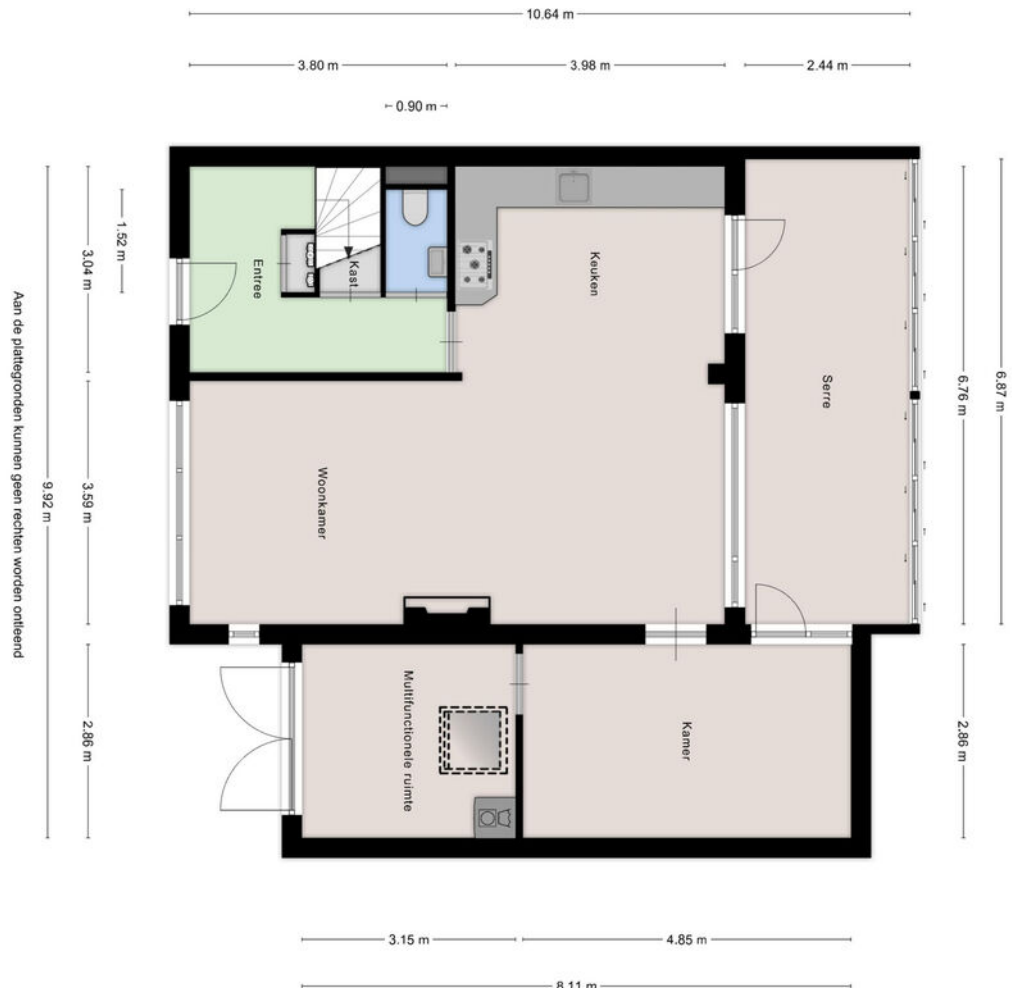 10.64 m
3.80 m
3.98 m
2.44 m
0.90 m
1.52 m
3.04 m
3.59 m
9.92 m
2.86 m
6.76 m
6.87 m
2.86 m
Entree
Kast
Keuken
Serre
Woonkamer
Multifunctionele ruimte
Kamer
Aan de plattegronden kunnen geen rechten worden ontleend
3.15 m
4.85 m
8.11 m